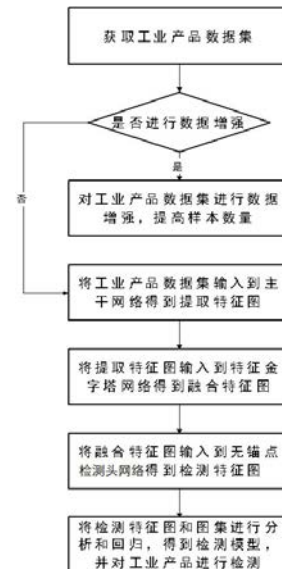 获取工业产品数据集
是否进行数据增强
是
否
对工业产品数据集进行数据
增强，提高样本数量
将工业产品数据集输入到主
干网络得到提取特征图
将提取特征图输入到特征金
字塔网络得到融合特征图
将融合特征图输入到无锚点
检测头网络得到检测特征图
将检测特征图和图集进行分
析和回归，得到检测模型，
并对工业产品进行检测